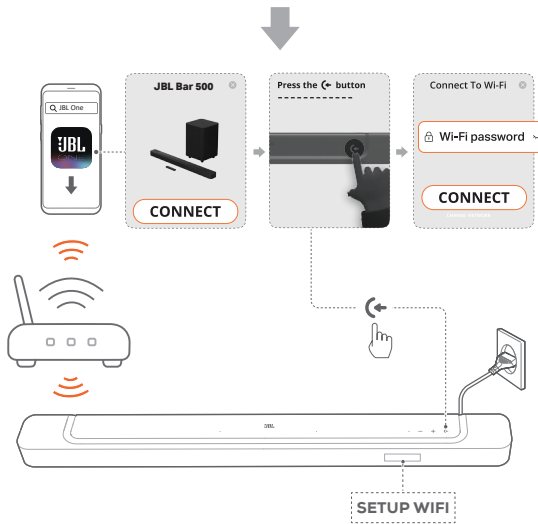 JBL Bar 500
Press the button
Connect To Wi-Fi
JBL One
JBL
Wi-Fi password
CONNECT
CONNECT
JBL
SETUP WIFI